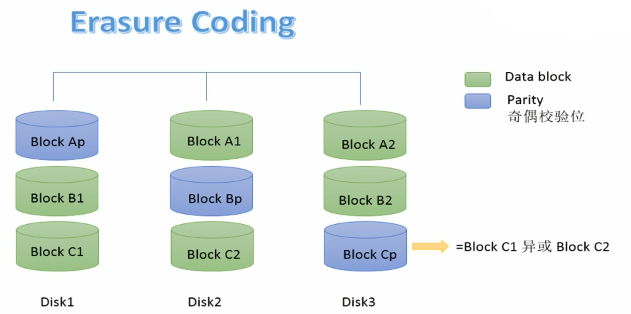 Erasure Coding
Data block
Parity
奇偶校验位
Block Ap
Block A1
Block A2
Block B1
Block Bp
Block B2
Block C1
Block C2
Block Cp
=Block C1 异或 Block C2
Disk1
Disk2
Disk3